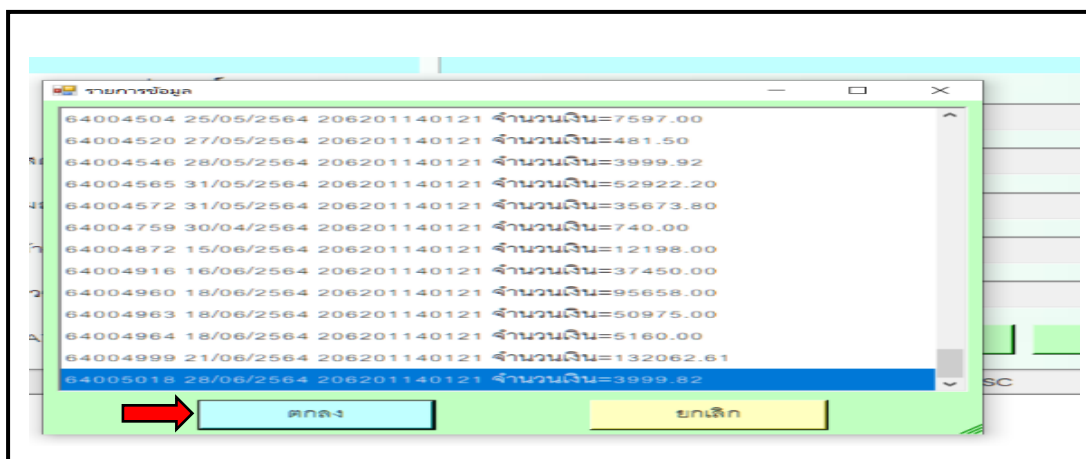 รายการข้อมูล
64004504 25/05/2564 206201140121 จำนวนเงิน=7597.00
64004520 27/05/2564 206201140121 จำนวนเงิน=481.50
64004546 28/05/2564 206201140121 จำนวนเงิน=3999.92
64004565 31/05/2564 206201140121 จำนวนเงิน=52922.20
64004572 31/05/2564 206201140121 จำนวนเงิน=35673.80
64004759 30/04/2564 206201140121 จำนวนเงิน=740.00
64004872 15/06/2564 206201140121 จำนวนเงิน=12198.00
64004916 16/06/2564 206201140121 จำนวนเงิน=37450.00
64004960 18/06/2564 206201140121 จำนวนเงิน=95658.00
64004963 18/06/2564 206201140121 จำนวนเงิน=50975.00
64004964 18/06/2564 206201140121 จำนวนเงิน=5160.00
64004999 21/06/2564 206201140121 จำนวนเงิน=132062.61
64005018 28/06/2564 206201140121 จำนวนเงิน=3999.82
SC
ตกลง ยกเลิก